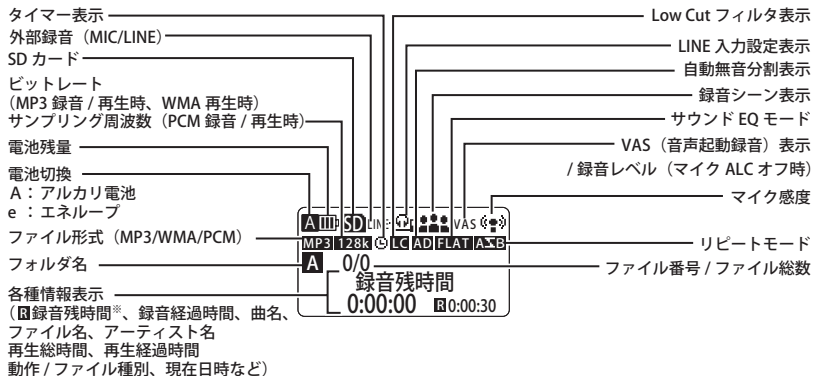 タイマー表示
外部録音（MIC/LINE）
SD カード
ビットレート
（MP3 録音 / 再生時、WMA 再生時）
サンプリング周波数（PCM 録音 / 再生時）
電池残量
電池切換
A ：アルカリ電池
e ：エネループ
ファイル形式（MP3/WMA/PCM）
フォルダ名
各種情報表示
（R録音残時間※、録音経過時間、曲名、
ファイル名、アーティスト名
再生総時間、再生経過時間
動作 / ファイル種別、現在日時など）
Low Cut フィルタ表示
LINE 入力設定表示
自動無音分割表示
録音シーン表示
サウンド EQ モード
VAS（音声起動録音）表示
/ 録音レベル（マイク ALC オフ時）
マイク感度
リピートモード
ファイル番号 / ファイル総数
A SD LINE VAS
MP3 128k LC AD FLAT A B
A 0/0
録音残時間
0:00:00 R 0:00:30